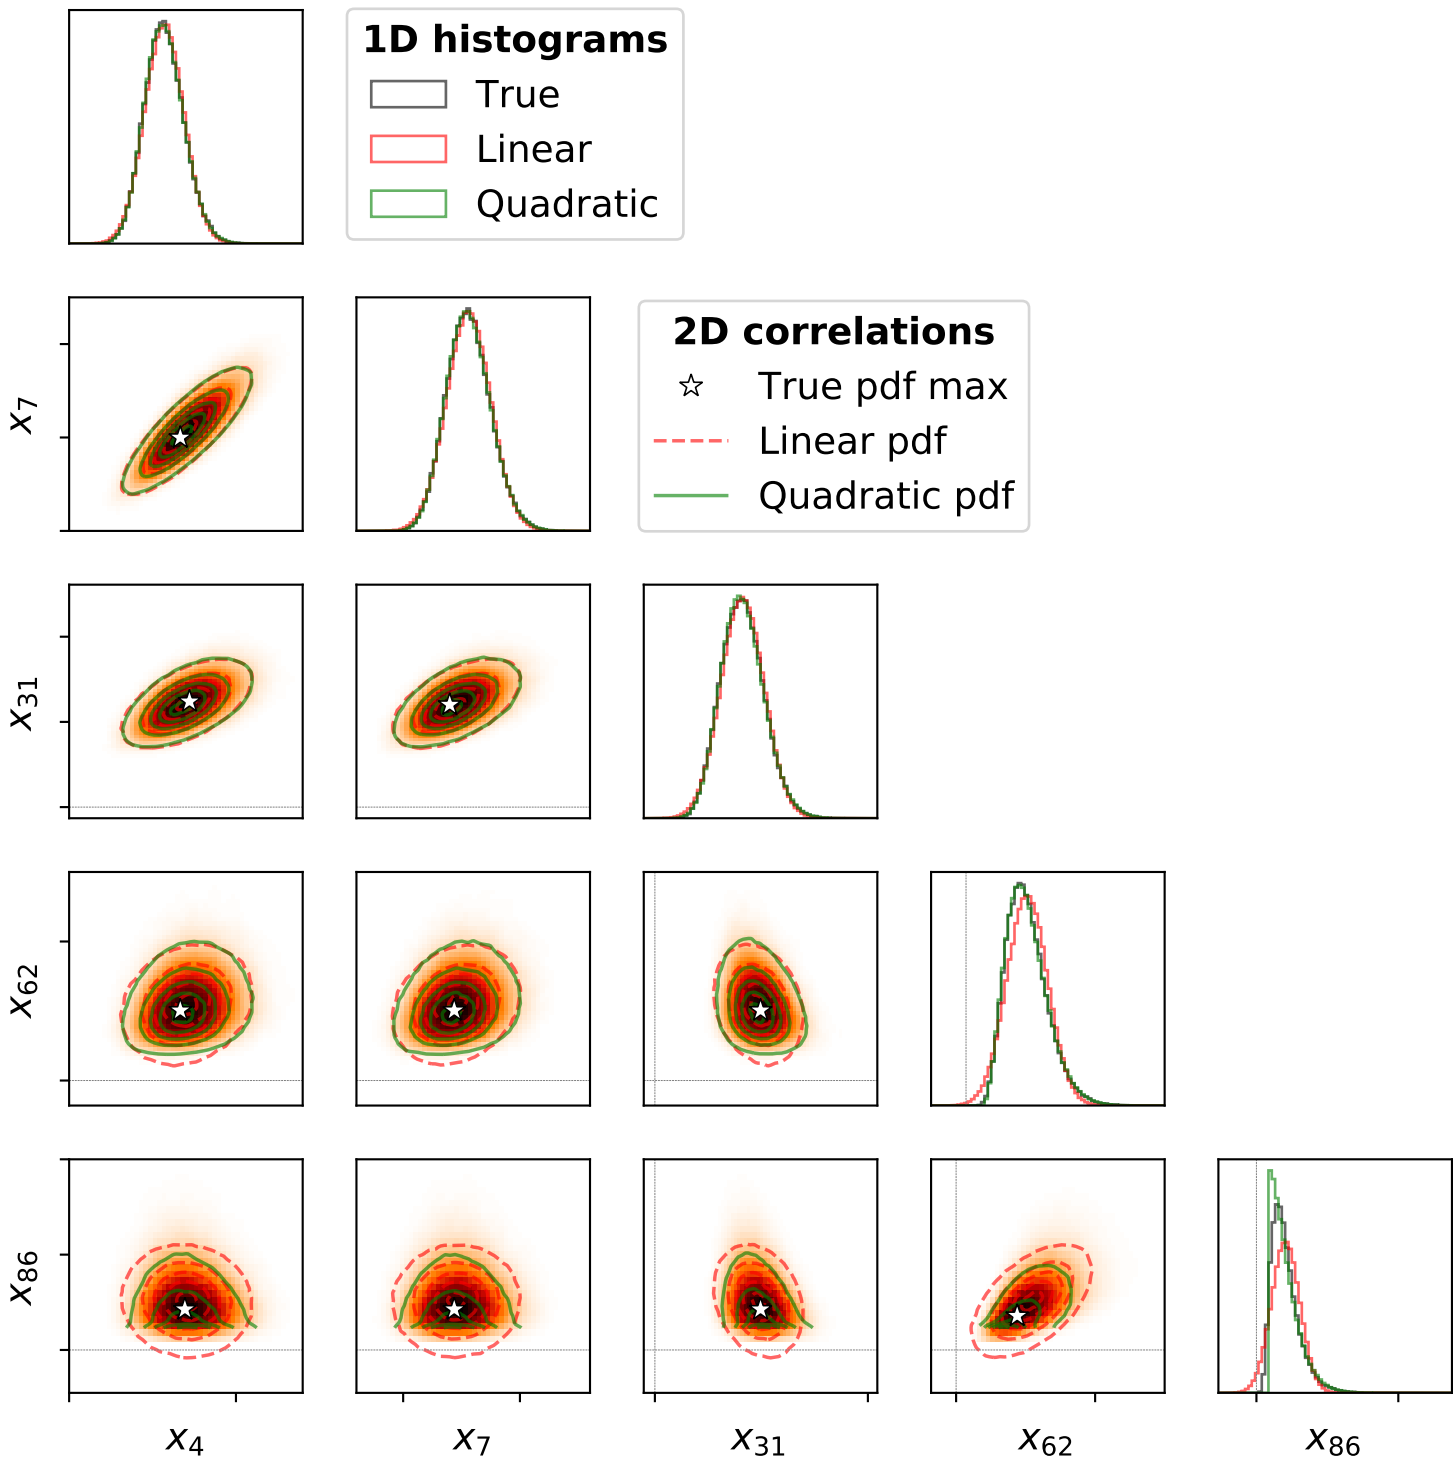 1D histograms
True
Linear
Quadratic
2D correlations
True pdf max
Linear pdf
Quadratic pdf
x₇
x₃₁
x₆₂
x₈₆
x₄
x₇
x₃₁
x₆₂
x₈₆